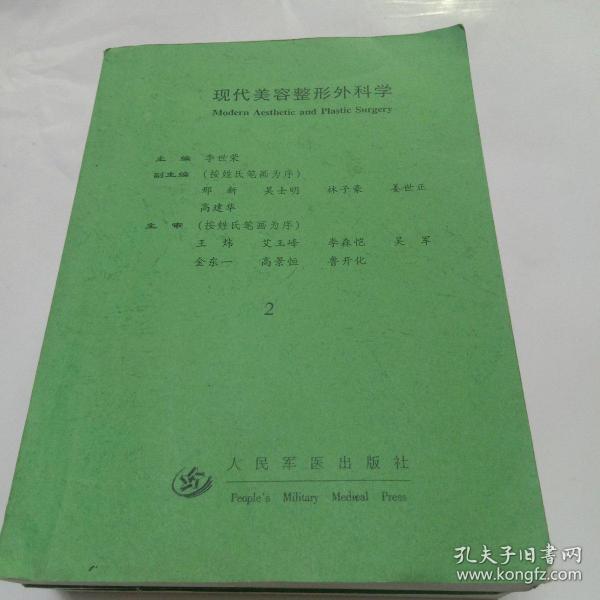 现代美容整形外科学
Modern Aesthetic and Plastic Surgery
主 编 李世荣
副主编 (按姓氏笔画为序)
邢 新 吴士明 林子豪 姜世正
高建华
主 审 (按姓氏笔画为序)
王 炜 艾玉峰 李森恺 吴 军
金东一 高景恒 鲁开化
2
人民军医出版社
People's Military Medical Press
孔夫子旧书网
www.kongfz.com